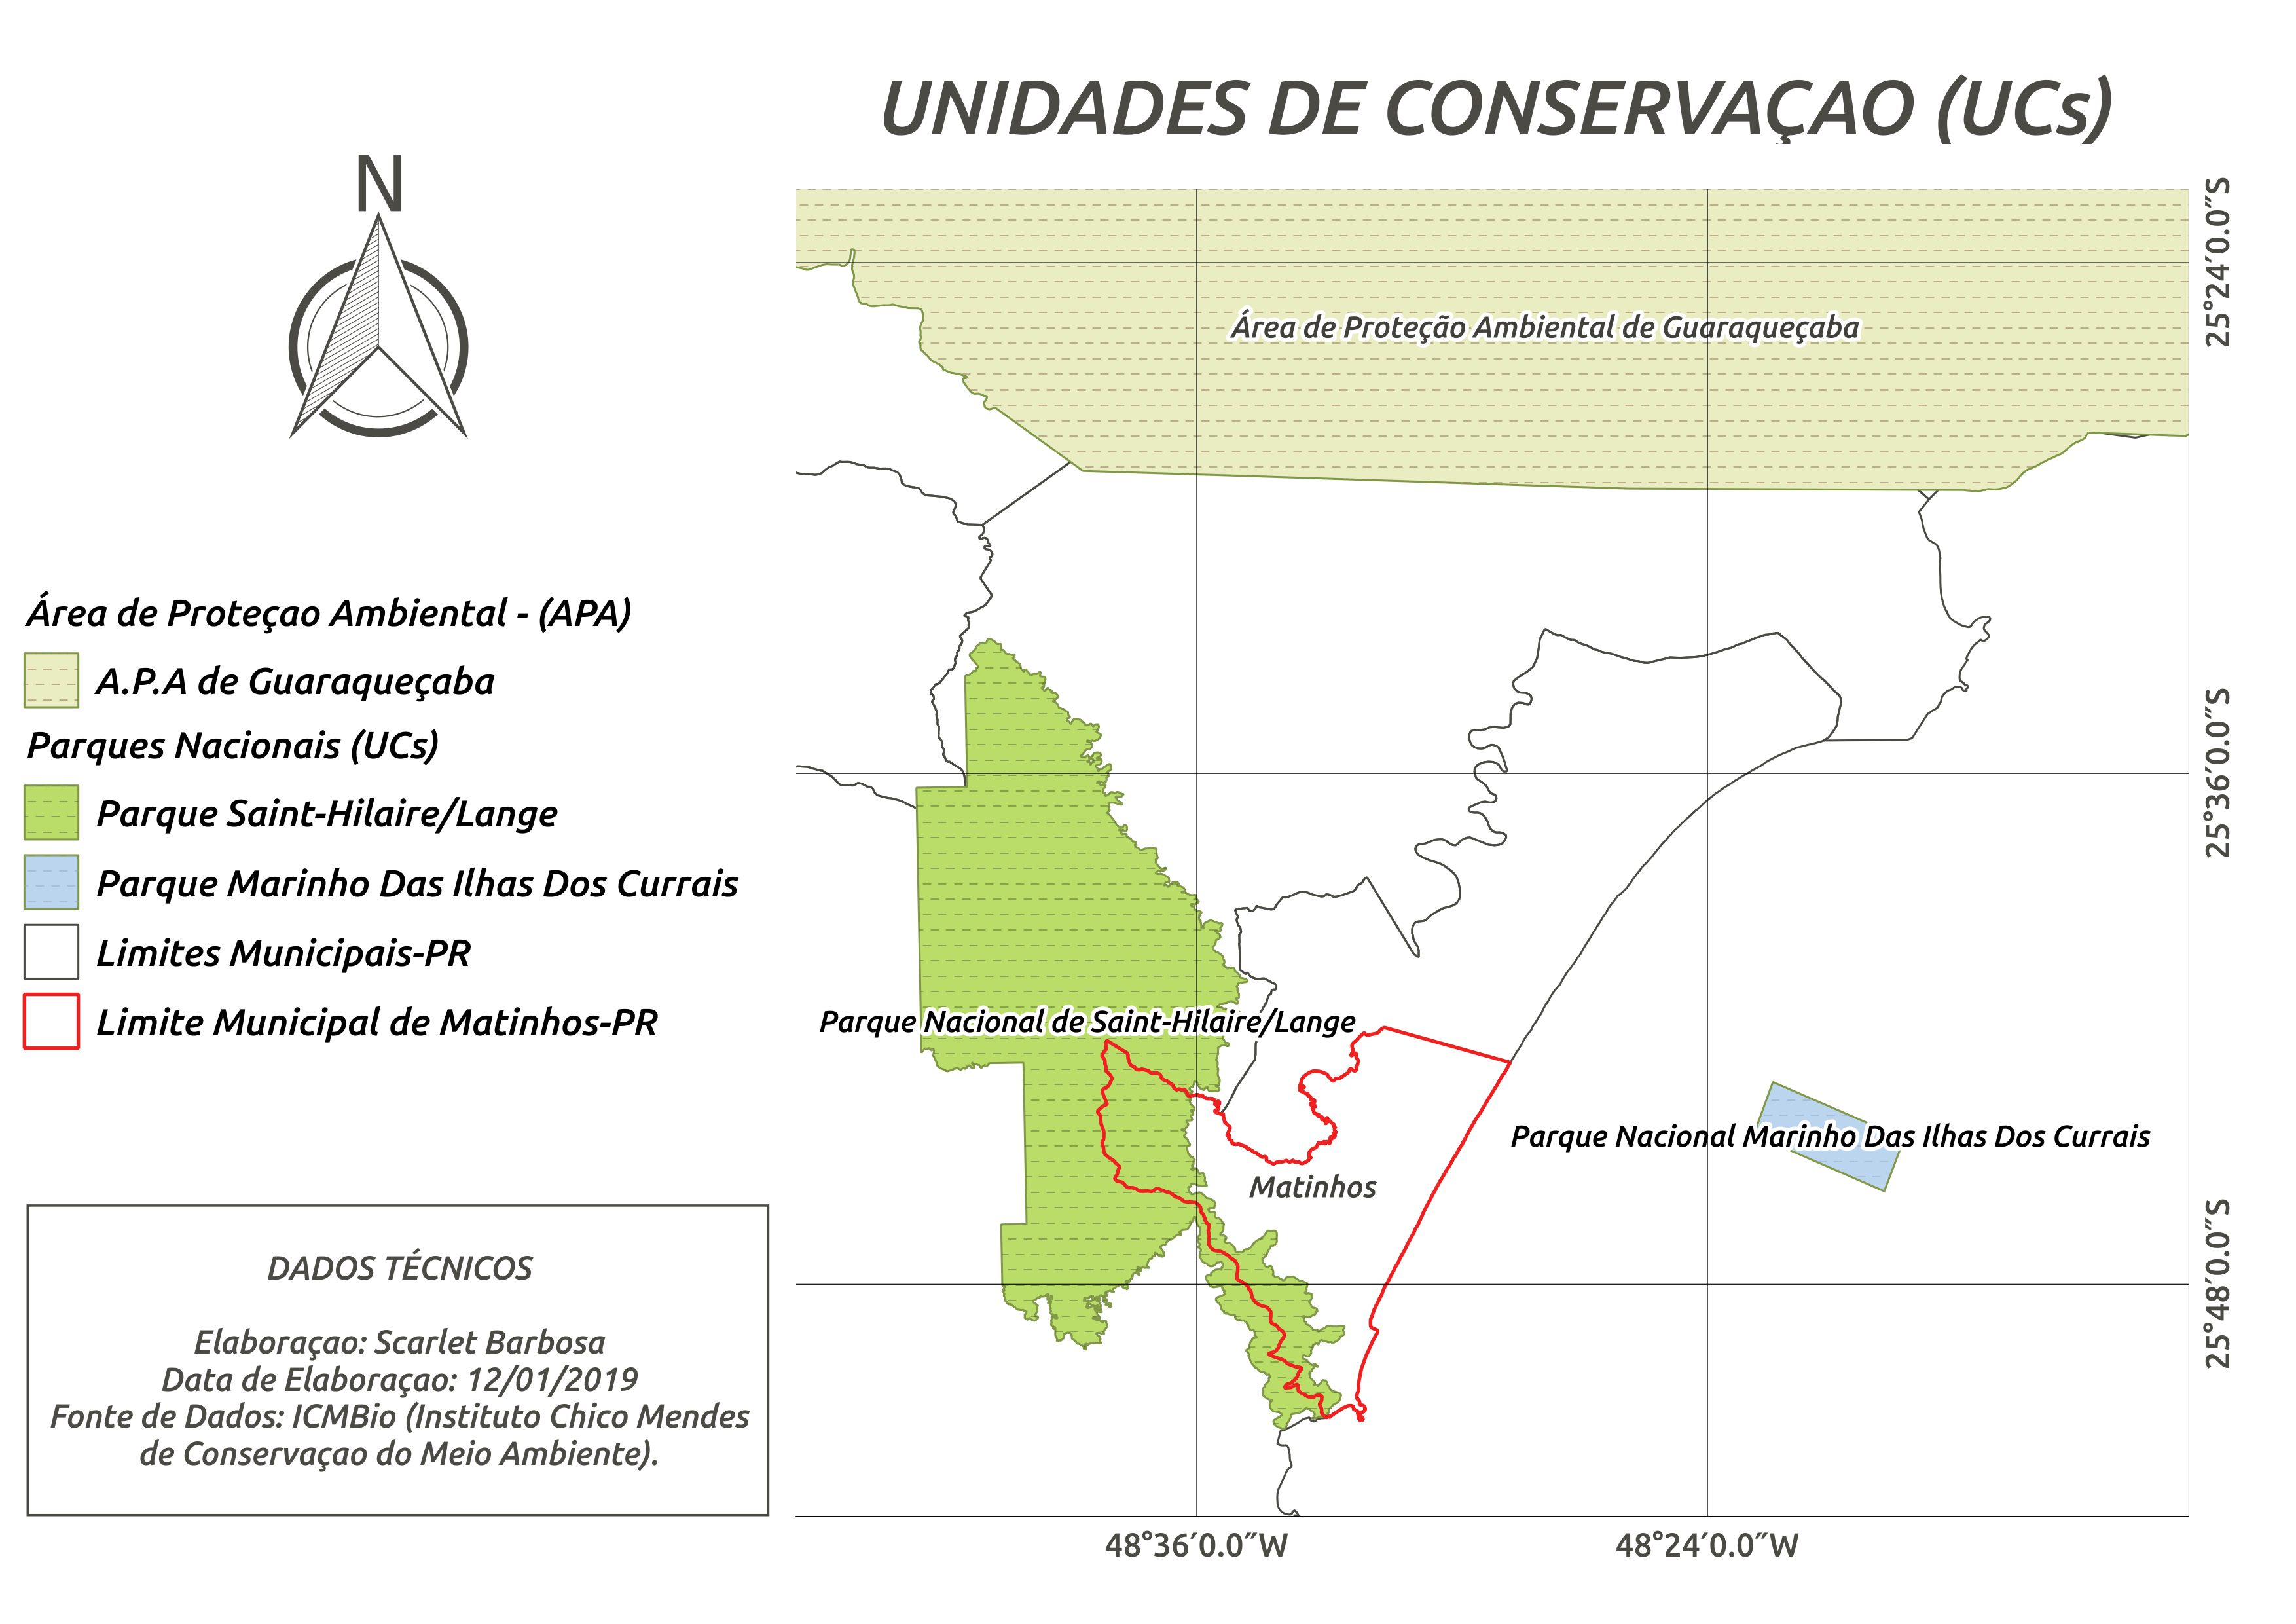 UNIDADES DE CONSERVAÇAO (UCs)
N
25°24′0.0″S
Área de Proteção Ambiental de Guaraqueçaba
Área de Proteçao Ambiental - (APA)
A.P.A de Guaraqueçaba
Parques Nacionais (UCs)
Parque Saint-Hilaire/Lange
Parque Marinho Das Ilhas Dos Currais
Limites Municipais-PR
Limite Municipal de Matinhos-PR
25°36′0.0″S
Parque Nacional de Saint-Hilaire/Lange
Parque Nacional Marinho Das Ilhas Dos Currais
Matinhos
25°48′0.0″S
DADOS TÉCNICOS
Elaboraçao: Scarlet Barbosa
Data de Elaboraçao: 12/01/2019
Fonte de Dados: ICMBio (Instituto Chico Mendes
de Conservaçao do Meio Ambiente).
48°36′0.0″W
48°24′0.0″W